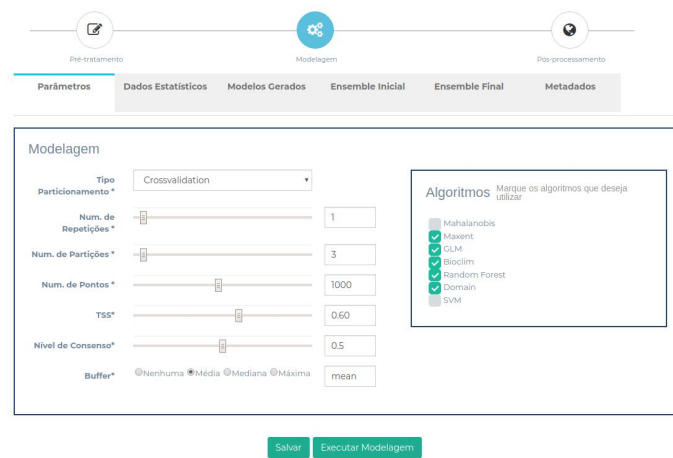 Pré-tratamento
Modelagem
Pós-processamento
Parâmetros
Dados Estatísticos
Modelos Gerados
Ensemble Inicial
Ensemble Final
Metadados
Modelagem
Tipo
Particionamento *
Crossvalidation
Num. de
Repetições *
1
Num. de Partições *
3
Num. de Pontos *
1000
TSS*
0.60
Nível de Consenso*
0.5
Buffer*
Nenhuma
Média
Mediana
Máxima
mean
Algoritmos
Marque os algoritmos que deseja
utilizar
Mahalanobis
Maxent
GLM
Bioclim
Random Forest
Domain
SVM
Salvar
Executar Modelagem